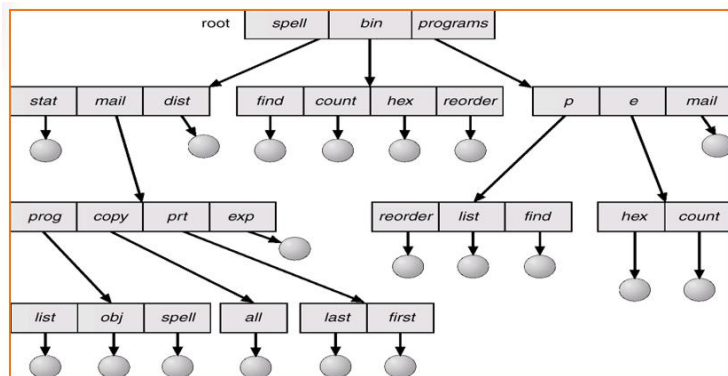 root spell bin programs
stat mail dist find count hex reorder p e mail
prog copy prt exp reorder list find hex count
list obj spell all last first